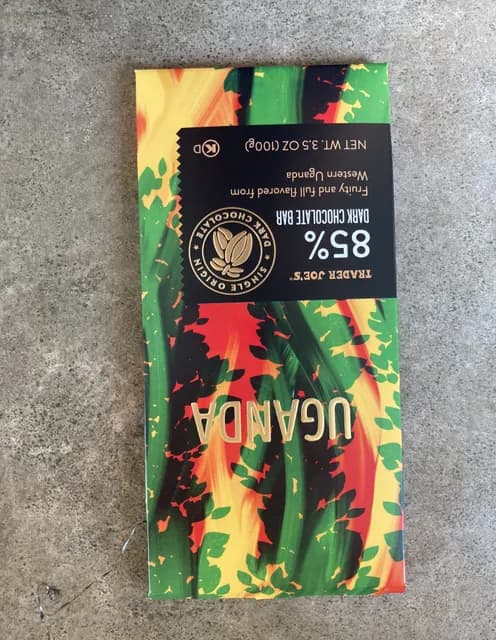 UGANDA
TRADER JOE'S™
85%
DARK CHOCOLATE BAR
SINGLE ORIGIN
DARK CHOCOLATE
Fruity and full flavored from
Western Uganda
NET WT. 3.5 OZ (100g)
K D